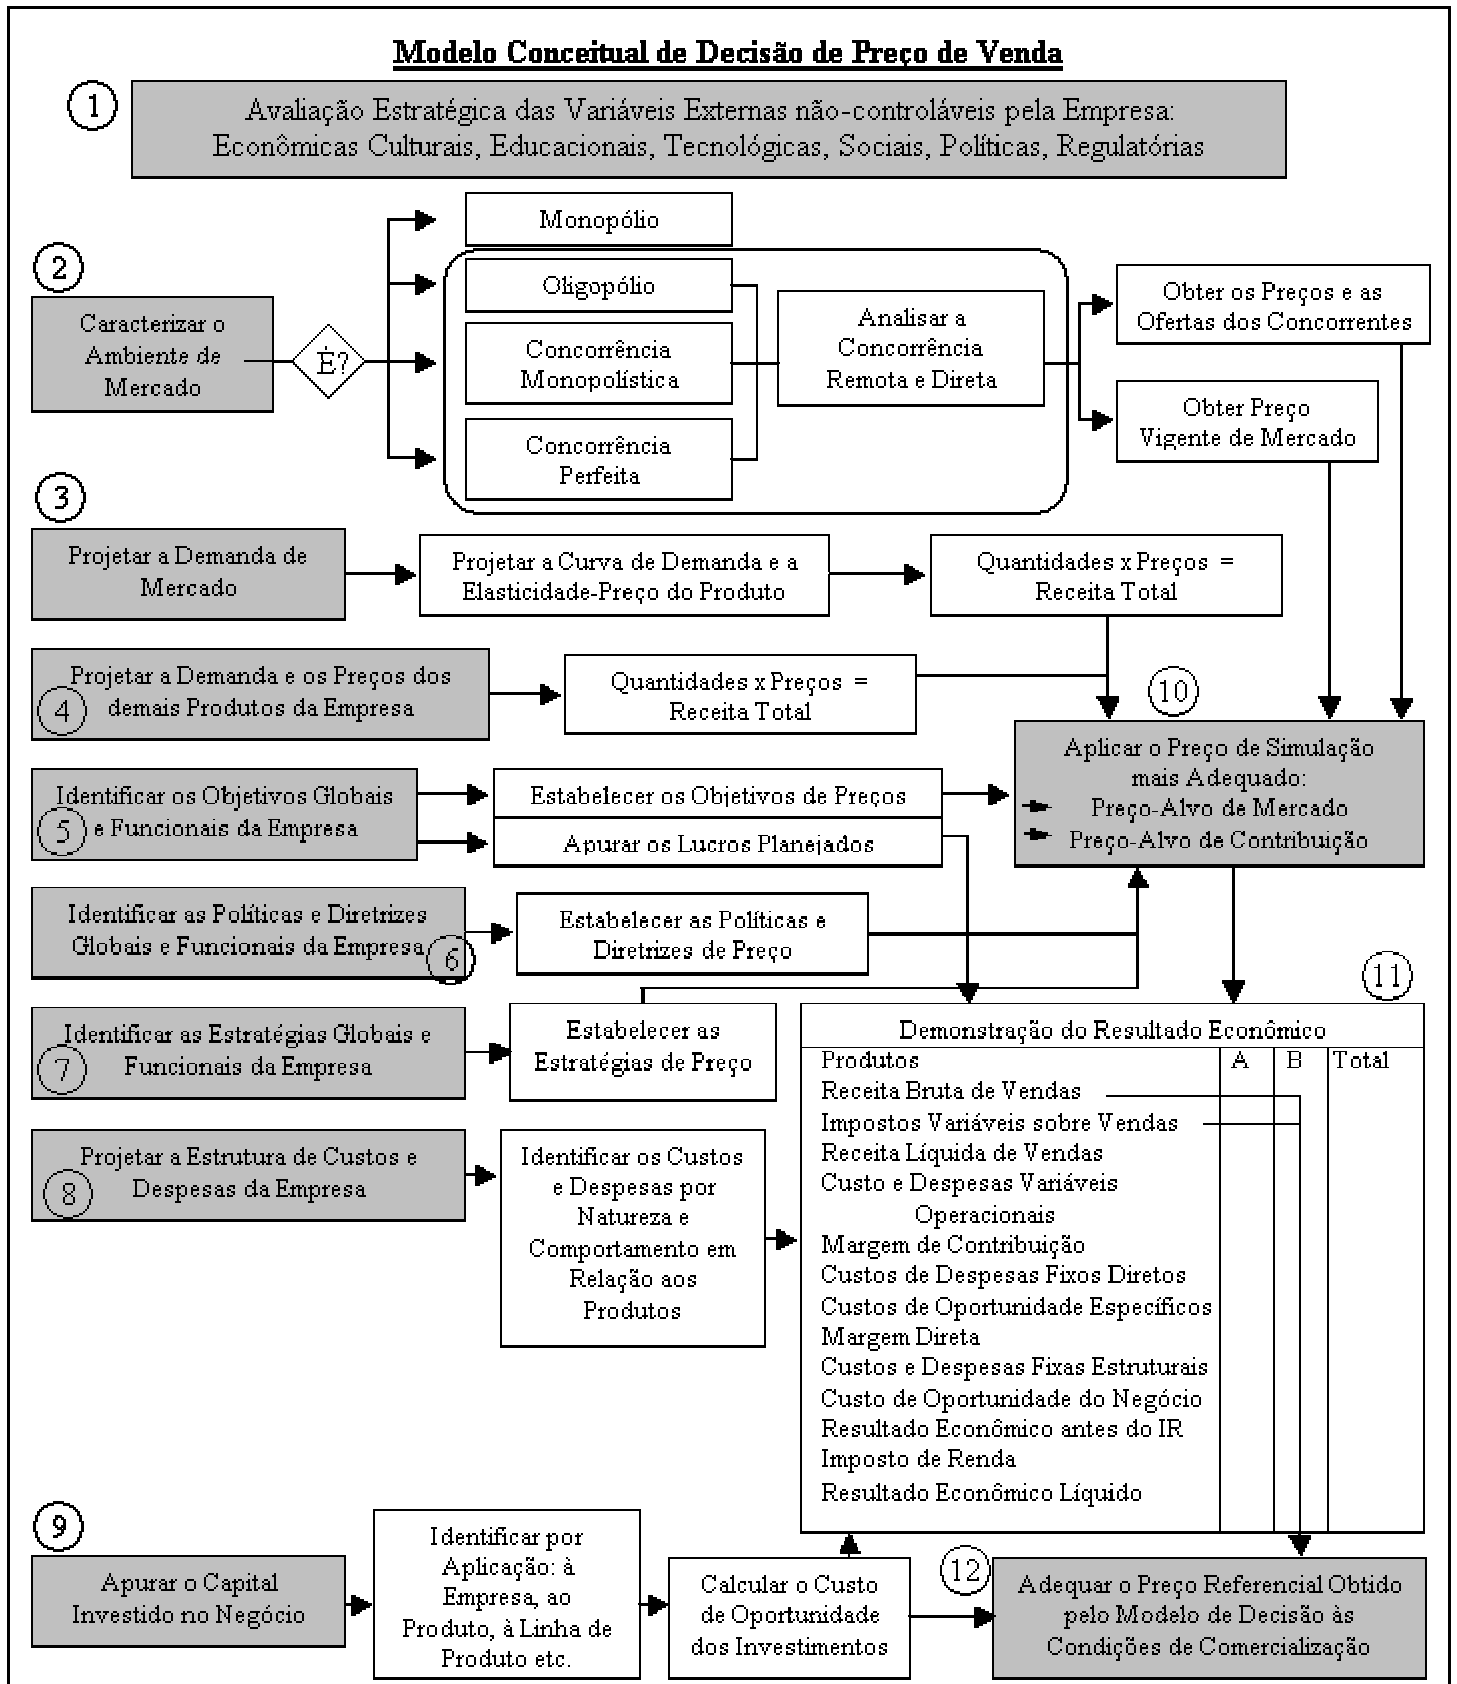 Modelo Conceitual de Decisão de Preço de Venda
1
Avaliação Estratégica das Variáveis Externas não-controláveis pela Empresa:
Econômicas Culturais, Educacionais, Tecnológicas, Sociais, Políticas, Regulatórias
2
Caracterizar o
Ambiente de
Mercado
É?
Monopólio
Oligopólio
Concorrência
Monopolística
Concorrência
Perfeita
Analisar a
Concorrência
Remota e Direta
Obter os Preços e as
Ofertas dos Concorrentes
Obter Preço
Vigente de Mercado
3
Projetar a Demanda de
Mercado
Projetar a Curva de Demanda e a
Elasticidade-Preço do Produto
Quantidades x Preços =
Receita Total
4
Projetar a Demanda e os Preços dos
demais Produtos da Empresa
Quantidades x Preços =
Receita Total
10
Aplicar o Preço de Simulação
mais Adequado:
Preço-Alvo de Mercado
Preço-Alvo de Contribuição
5
Identificar os Objetivos Globais
e Funcionais da Empresa
Estabelecer os Objetivos de Preços
Apurar os Lucros Planejados
6
Identificar as Políticas e Diretrizes
Globais e Funcionais da Empresa
Estabelecer as Políticas e
Diretrizes de Preço
7
Identificar as Estratégias Globais e
Funcionais da Empresa
Estabelecer as
Estratégias de Preço
8
Projetar a Estrutura de Custos e
Despesas da Empresa
Identificar os Custos
e Despesas por
Natureza e
Comportamento em
Relação aos
Produtos
11
Demonstração do Resultado Econômico
Produtos A B Total
Receita Bruta de Vendas
Impostos Variáveis sobre Vendas
Receita Líquida de Vendas
Custo e Despesas Variáveis
Operacionais
Margem de Contribuição
Custos de Despesas Fixos Diretos
Custos de Oportunidade Específicos
Margem Direta
Custos e Despesas Fixas Estruturais
Custo de Oportunidade do Negócio
Resultado Econômico antes do IR
Imposto de Renda
Resultado Econômico Líquido
9
Apurar o Capital
Investido no Negócio
Identificar por
Aplicação: à
Empresa, ao
Produto, à Linha de
Produto etc.
Calcular o Custo
de Oportunidade
dos Investimentos
12
Adequar o Preço Referencial Obtido
pelo Modelo de Decisão às
Condições de Comercialização